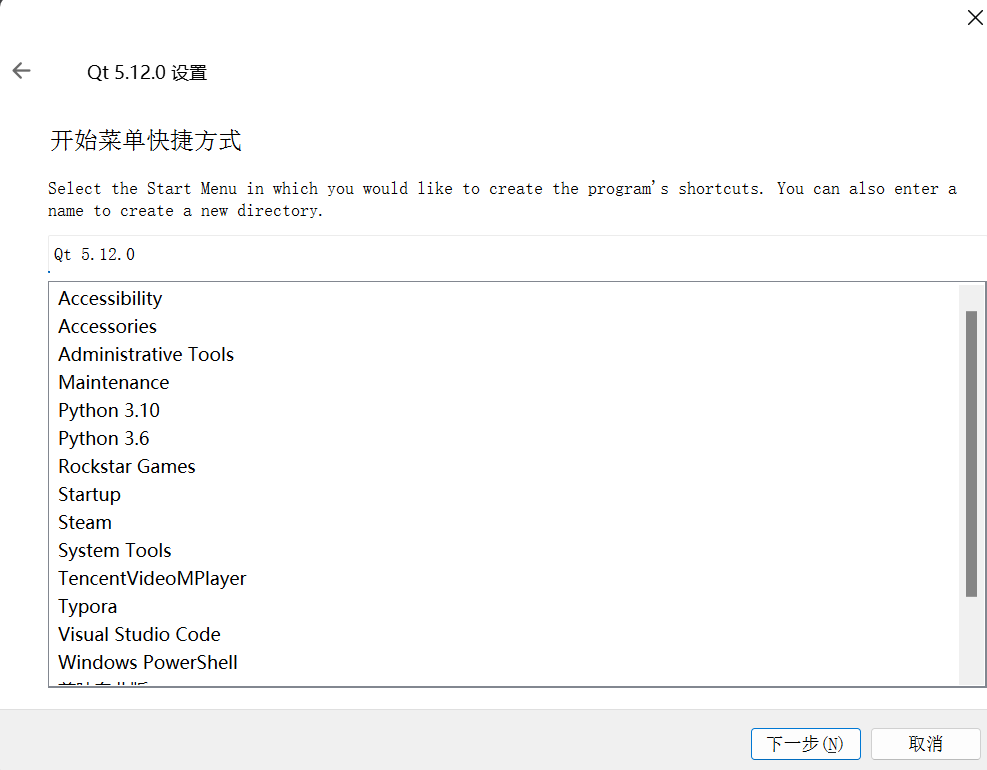 Qt 5.12.0 设置
开始菜单快捷方式
Select the Start Menu in which you would like to create the program's shortcuts. You can also enter a
name to create a new directory.
Qt 5.12.0
Accessibility
Accessories
Administrative Tools
Maintenance
Python 3.10
Python 3.6
Rockstar Games
Startup
Steam
System Tools
TencentVideoMPlayer
Typora
Visual Studio Code
Windows PowerShell
下一步(N)
取消